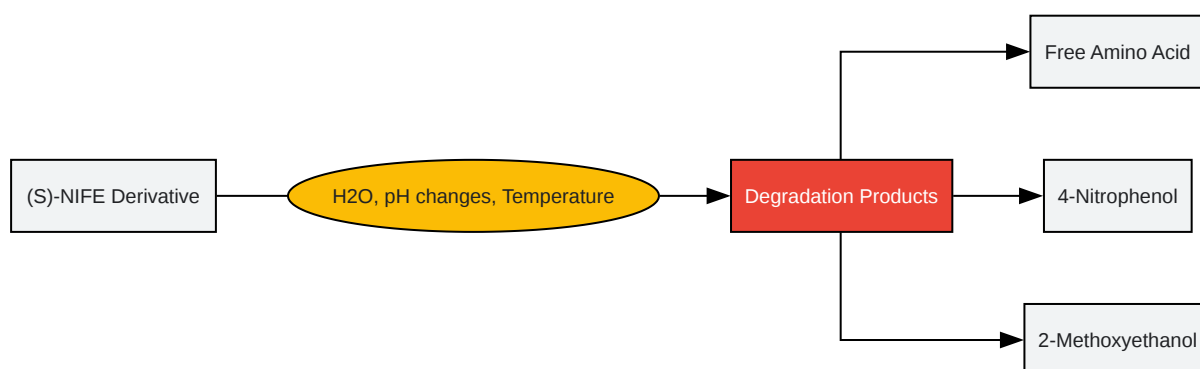 Free Amino Acid
(S)-NIFE Derivative
H2O, pH changes, Temperature
Degradation Products
4-Nitrophenol
2-Methoxyethanol